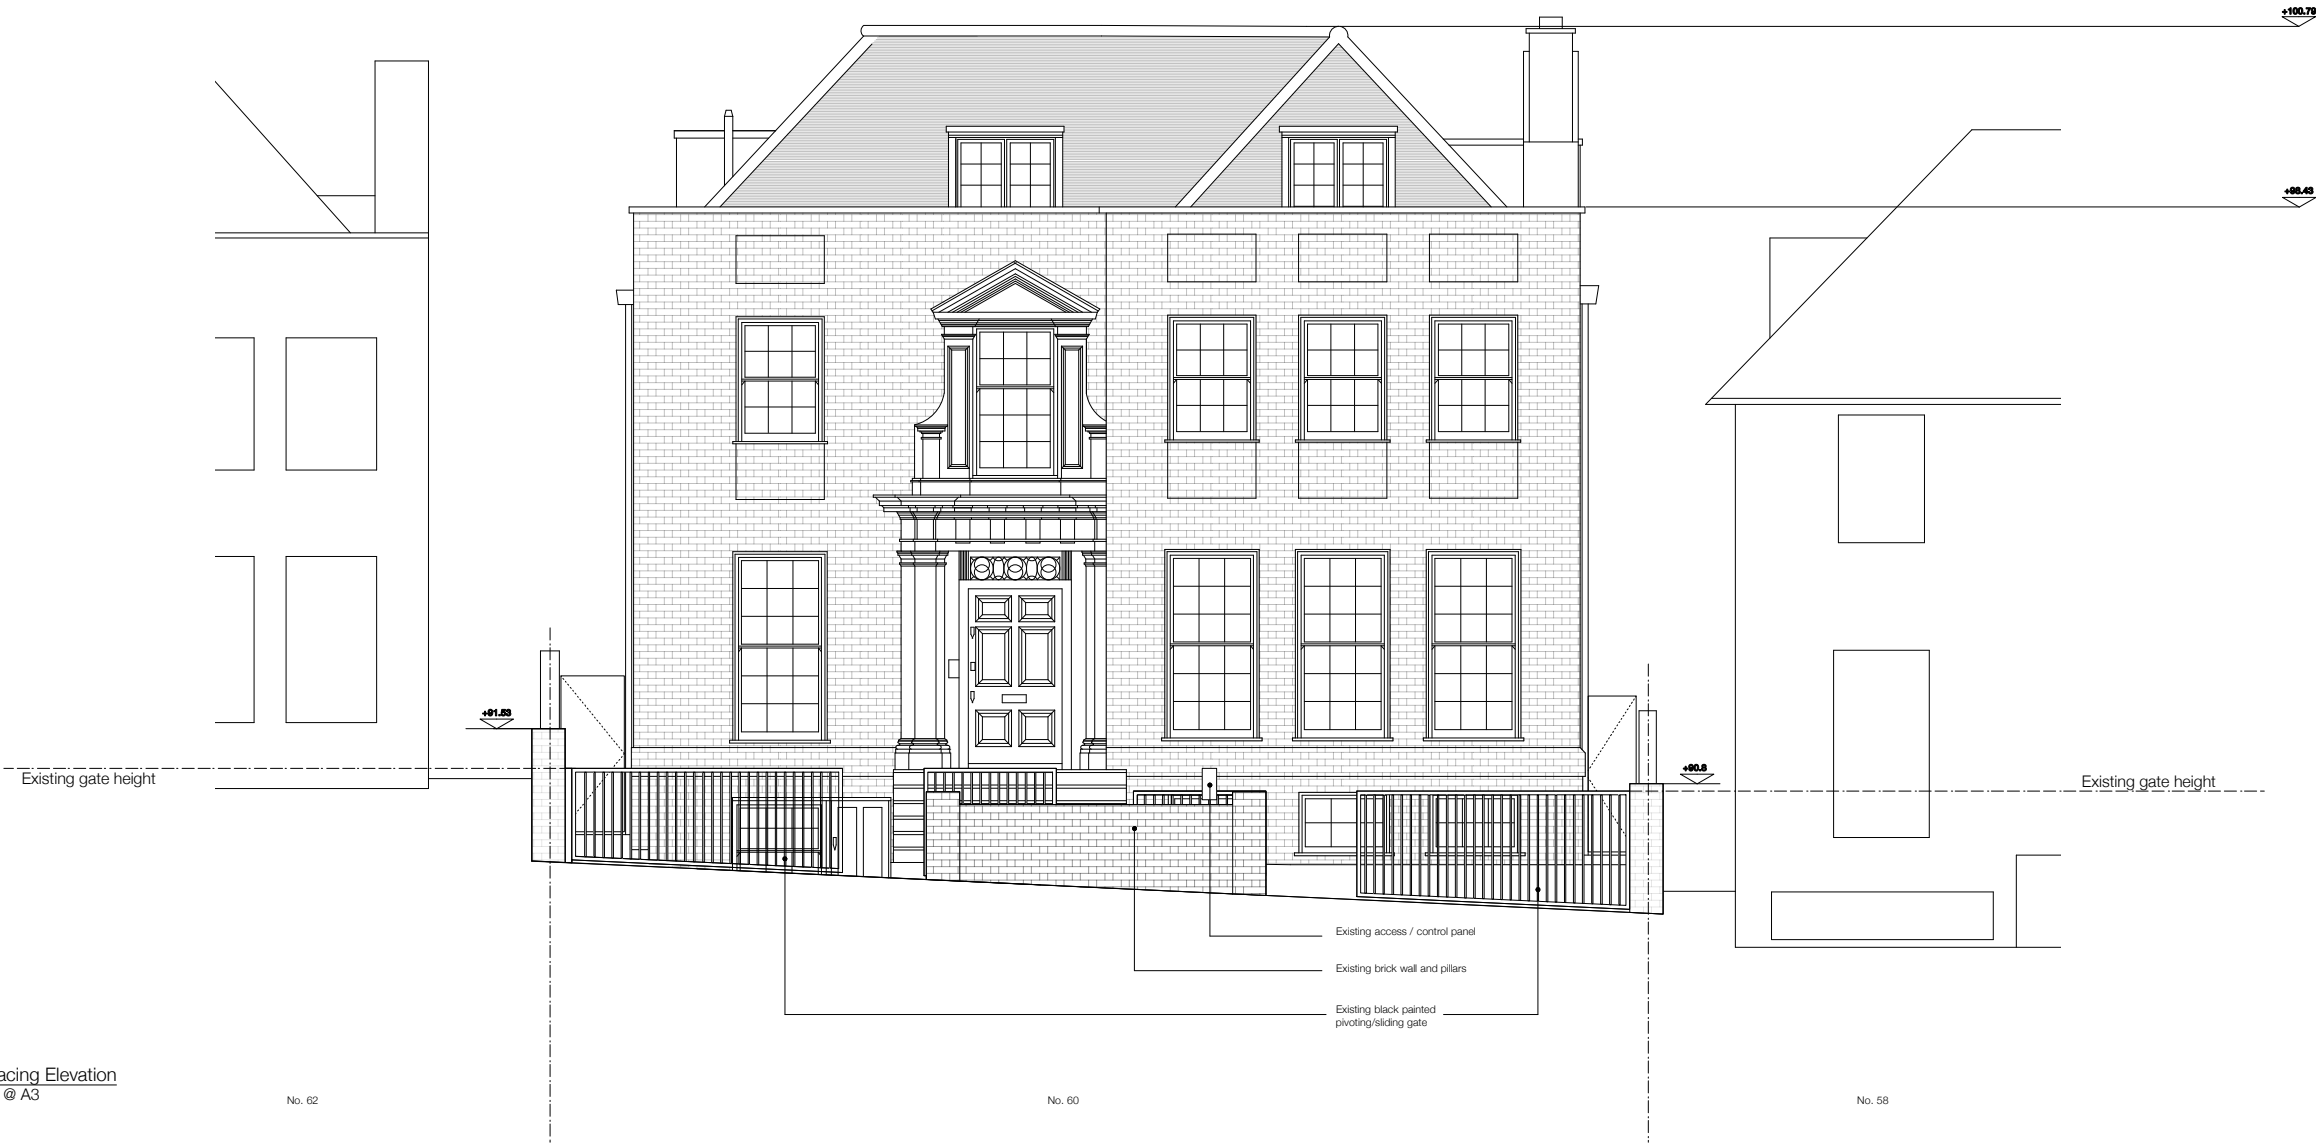 +100.79
+98.43
+91.53
+90.8
Existing gate height
Existing gate height
Existing access / control panel
Existing brick wall and pillars
Existing black painted
pivoting/sliding gate
acing Elevation
@ A3
No. 62
No. 60
No. 58